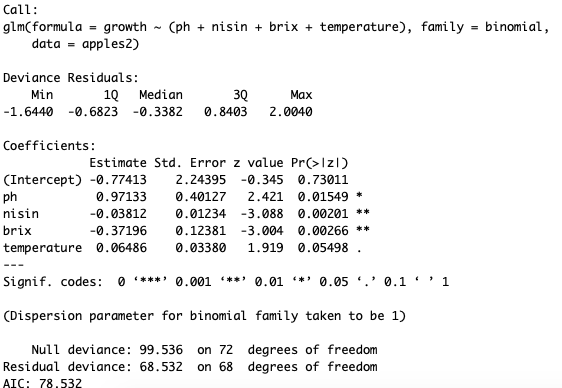 Call:
glm(formula = growth ~ (ph + nisin + brix + temperature), family = binomial,
    data = apples2)

Deviance Residuals:
    Min       1Q   Median       3Q      Max
-1.6440  -0.6823  -0.3382   0.8403   2.0040

Coefficients:
            Estimate Std. Error z value Pr(>|z|)
(Intercept) -0.77413    2.24395  -0.345  0.73011
ph           0.97133    0.40127   2.421  0.01549 *
nisin       -0.03812    0.01234  -3.088  0.00201 **
brix        -0.37196    0.12381  -3.004  0.00266 **
temperature  0.06486    0.03380   1.919  0.05498 .
---
Signif. codes:  0 ‘***’ 0.001 ‘**’ 0.01 ‘*’ 0.05 ‘.’ 0.1 ‘ ’ 1

(Dispersion parameter for binomial family taken to be 1)

    Null deviance: 99.536  on 72  degrees of freedom
Residual deviance: 68.532  on 68  degrees of freedom
AIC: 78.532